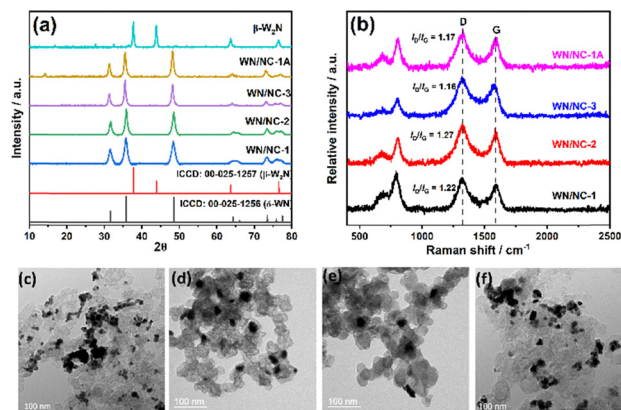 (a)
β-W2N
WN/NC-1A
WN/NC-3
WN/NC-2
WN/NC-1
ICCD: 00-025-1257 (β-W2N)
ICCD: 00-025-1256 (δ-WN)
Intensity / a.u.
10 20 30 40 50 60 70 80
2θ
(b)
D
G
ID/IG = 1.17
WN/NC-1A
ID/IG = 1.16
WN/NC-3
ID/IG = 1.27
WN/NC-2
ID/IG = 1.22
WN/NC-1
Relative intensity / a.u.
500 1000 1500 2000 2500
Raman shift / cm-1
(c)
100 nm
(d)
100 nm
(e)
100 nm
(f)
100 nm